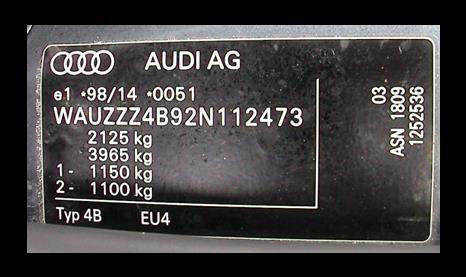 AUDI AG
e1 *98/14 *0051
WAUZZZ4B92N112473
2125 kg
3965 kg
1- 1150 kg
2- 1100 kg
Typ 4B EU4
03
ASN 1809
1252536